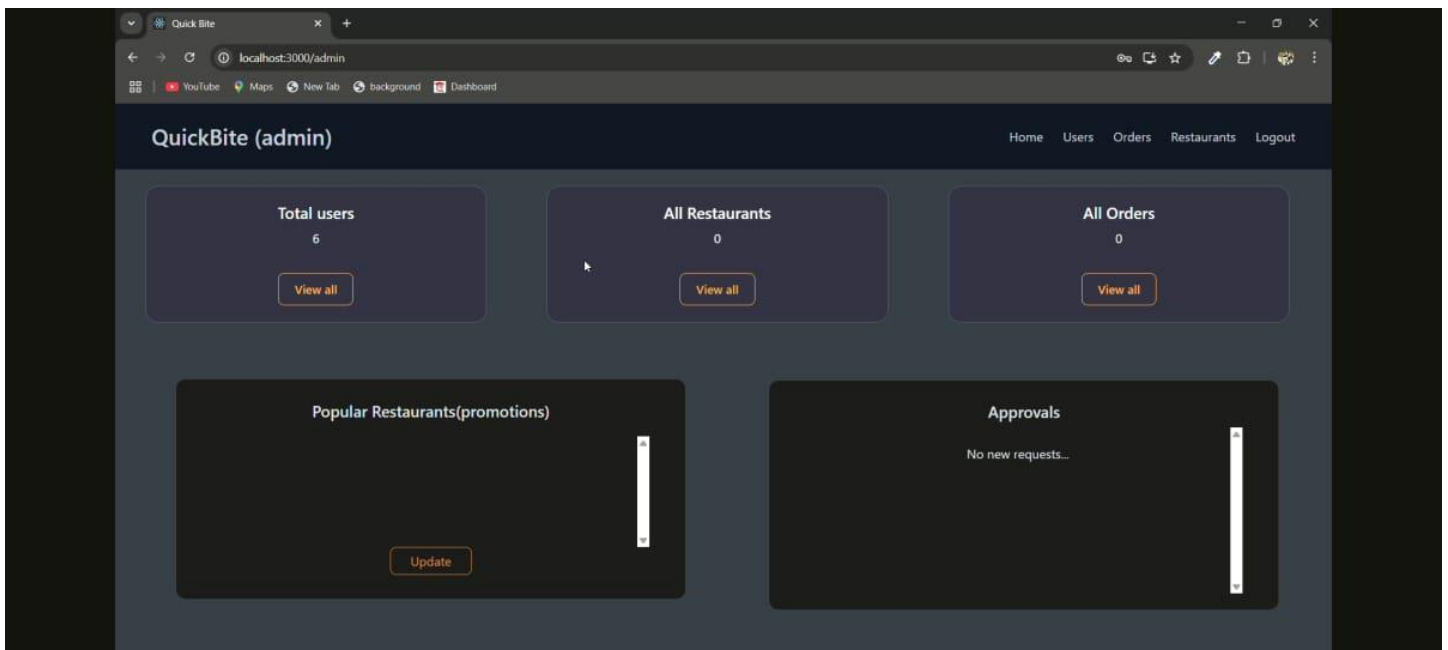 Quick Bite
localhost:3000/admin
YouTube Maps New Tab background Dashboard
QuickBite (admin) Home Users Orders Restaurants Logout
Total users All Restaurants All Orders
6 0 0
View all View all View all
Popular Restaurants(promotions) Approvals
No new requests...
Update